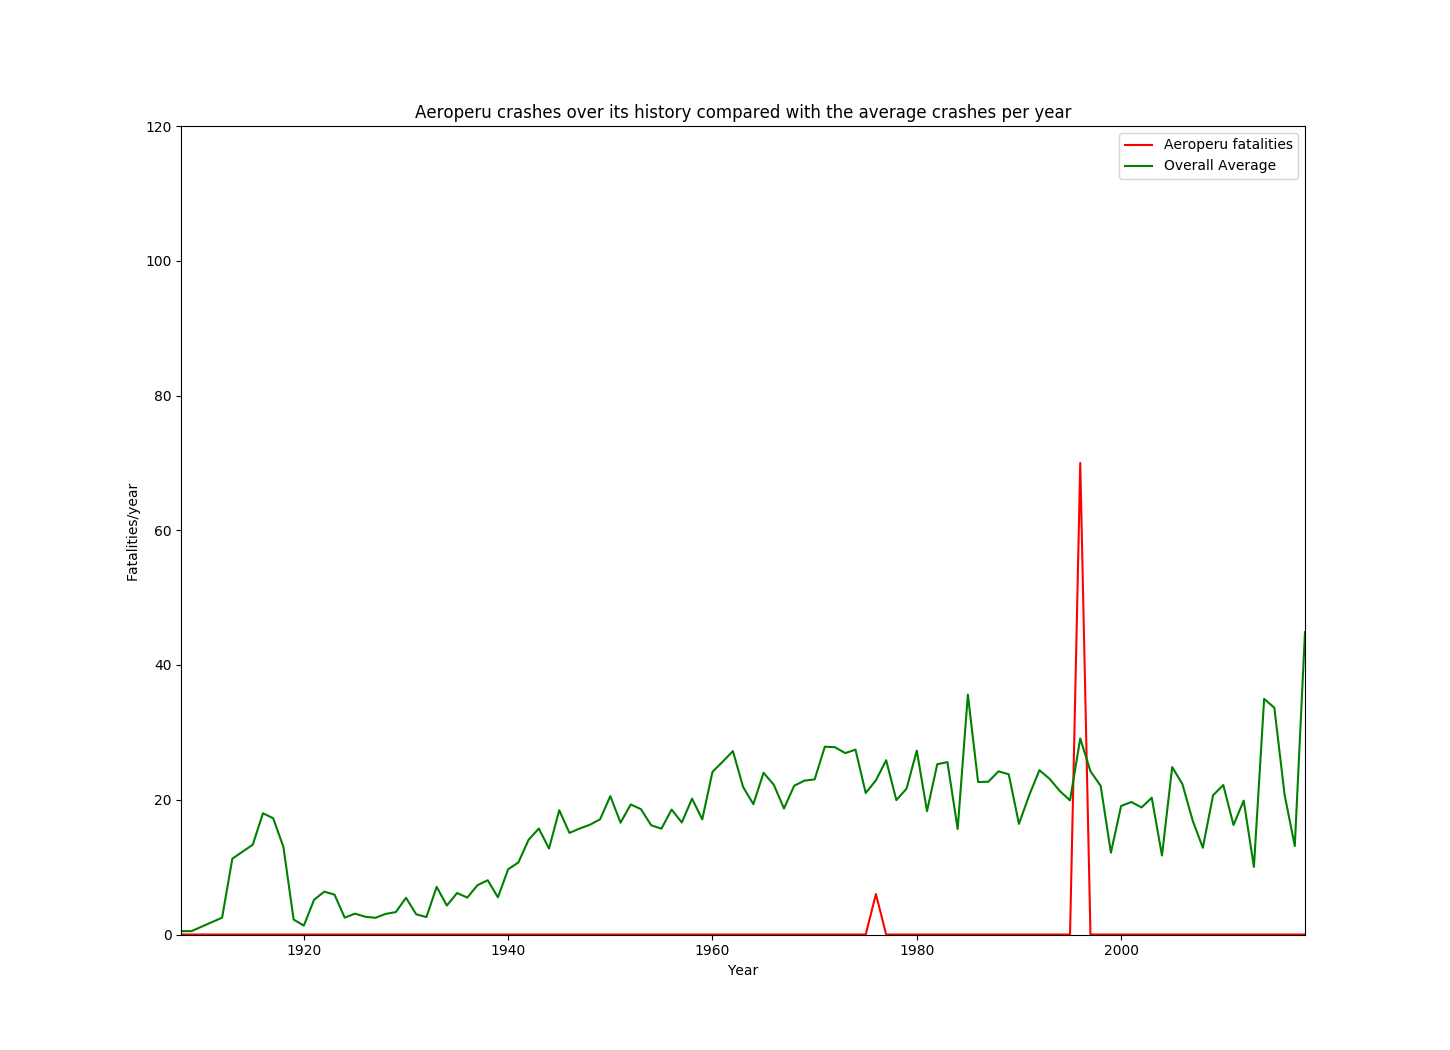 Aeroperu crashes over its history compared with the average crashes per year
Aeroperu fatalities
Overall Average
Fatalities/year
120
100
80
60
40
20
0
1920 1940 1960 1980 2000
Year